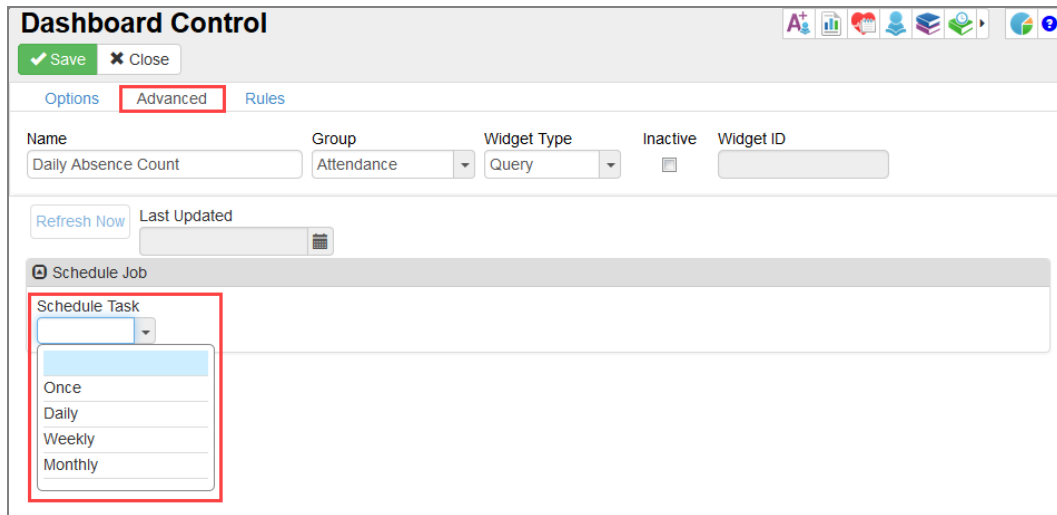 Dashboard Control
Save Close
Options Advanced Rules
Name Group Widget Type Inactive Widget ID
Daily Absence Count Attendance Query
Refresh Now Last Updated
Schedule Job
Schedule Task
Once
Daily
Weekly
Monthly